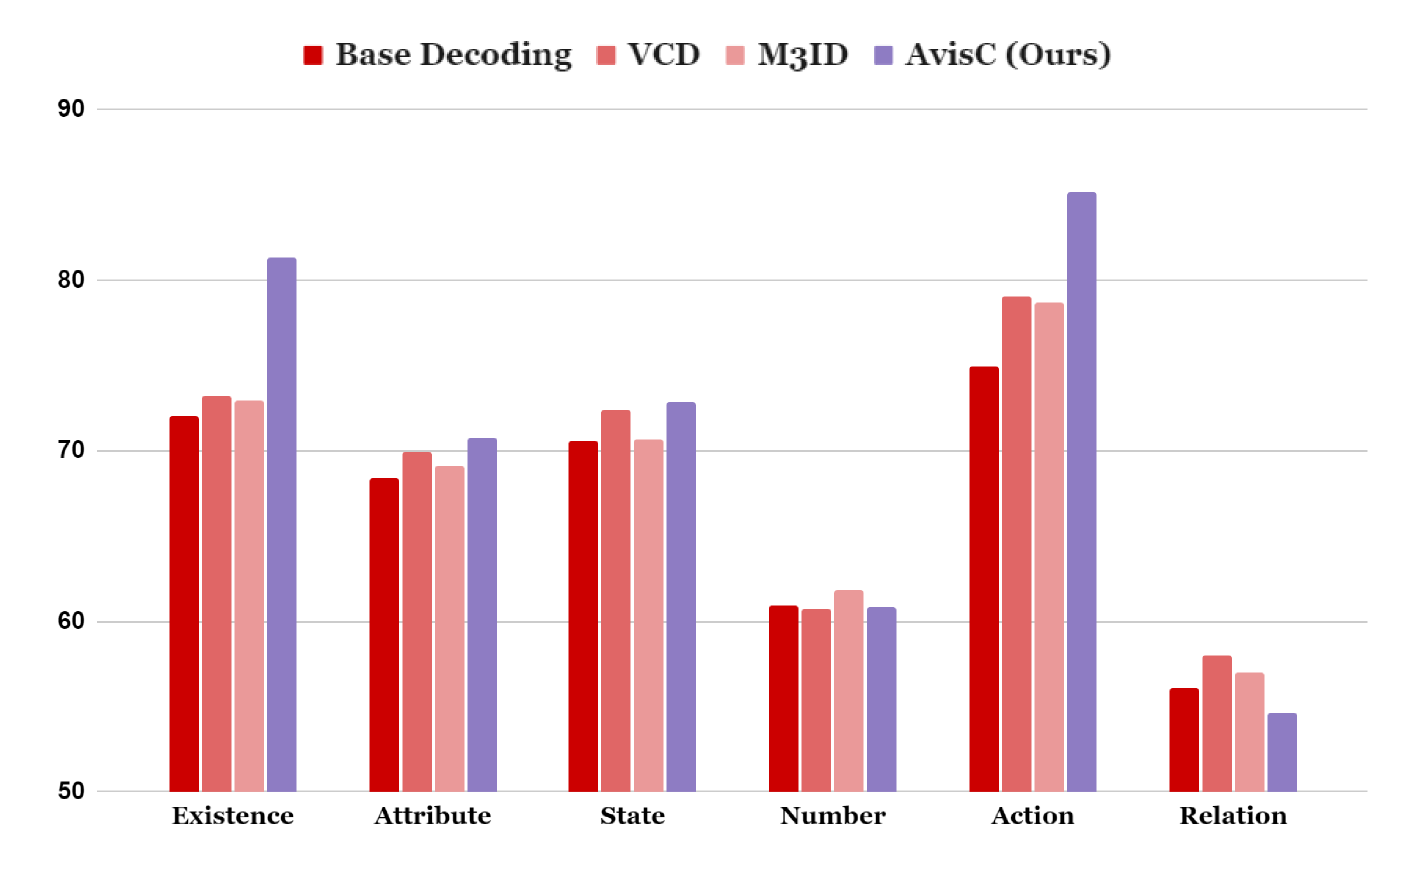 Base Decoding VCD M3ID AvisC (Ours)
90
80
70
60
50
Existence Attribute State Number Action Relation